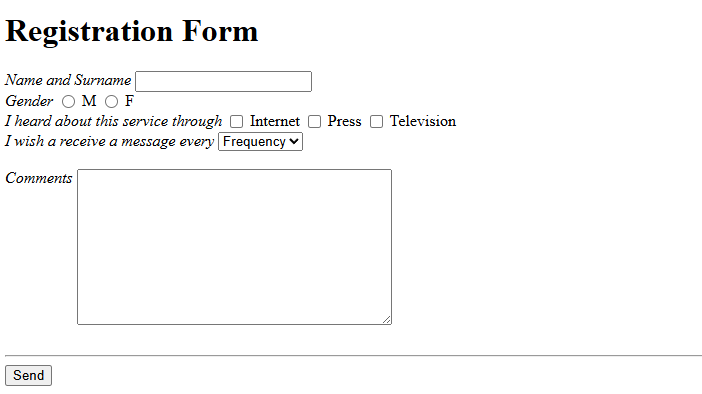 Registration Form
Name and Surname
Gender M F
I heard about this service through Internet Press Television
I wish a receive a message every Frequency
Comments
Send